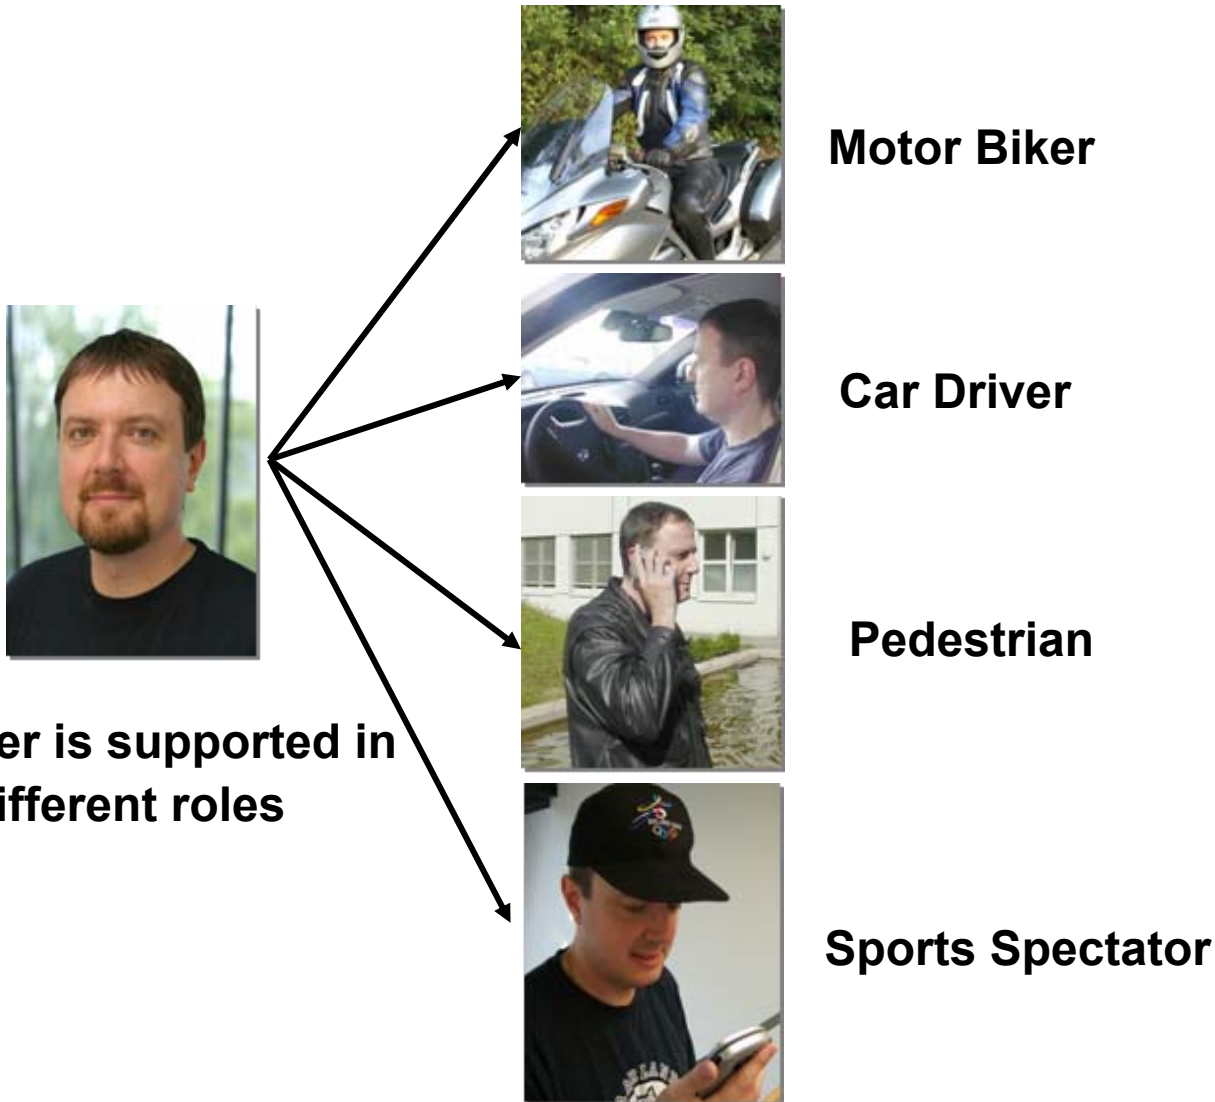 Motor Biker
Car Driver
Pedestrian
er is supported in
ifferent roles
Sports Spectator